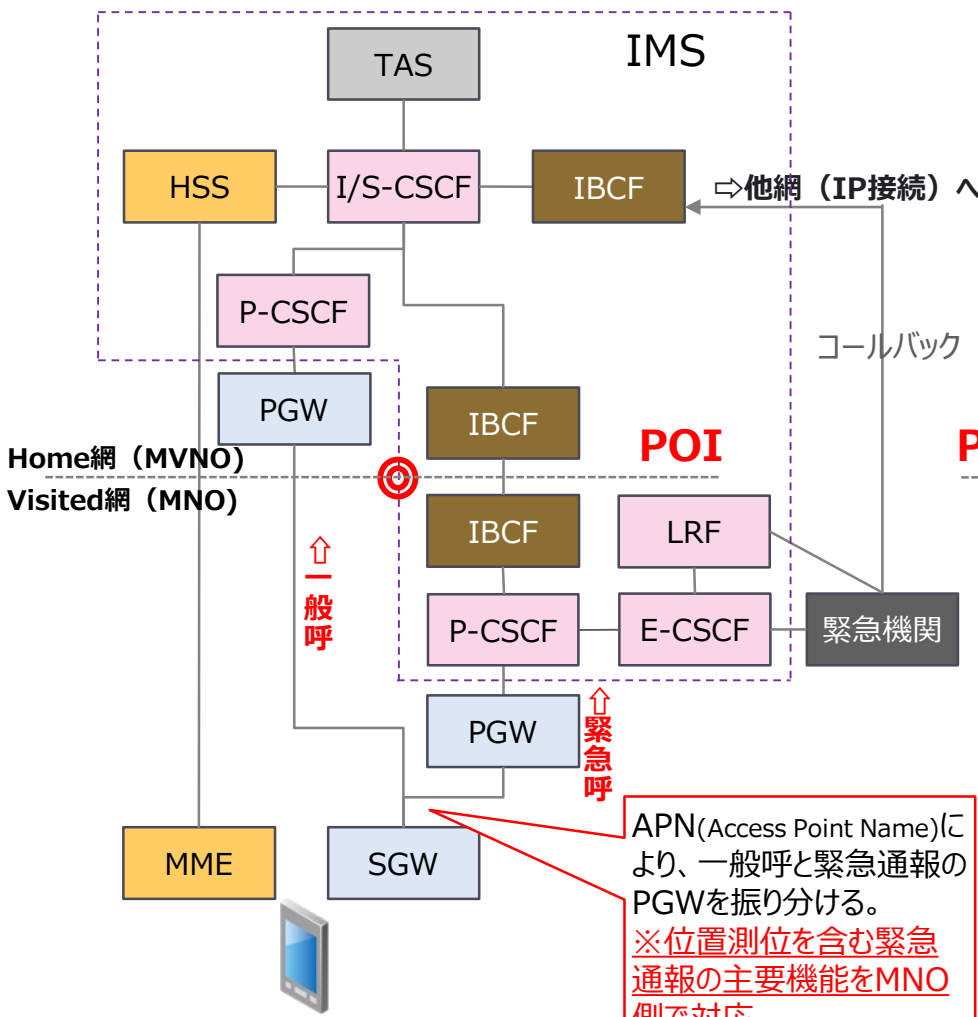 IMS
TAS
HSS
I/S-CSCF
IBCF
⇨他網（IP接続）へ
P-CSCF
コールバック
PGW
IBCF
POI
P
Home網（MVNO)
Visited網（MNO)
IBCF
LRF
⇧一般呼
P-CSCF
E-CSCF
緊急機関
PGW
⇧緊急呼
MME
SGW
APN(Access Point Name)に
より、一般呼と緊急通報の
PGWを振り分ける。
※位置測位を含む緊急
通報の主要機能をMNO
側で対応